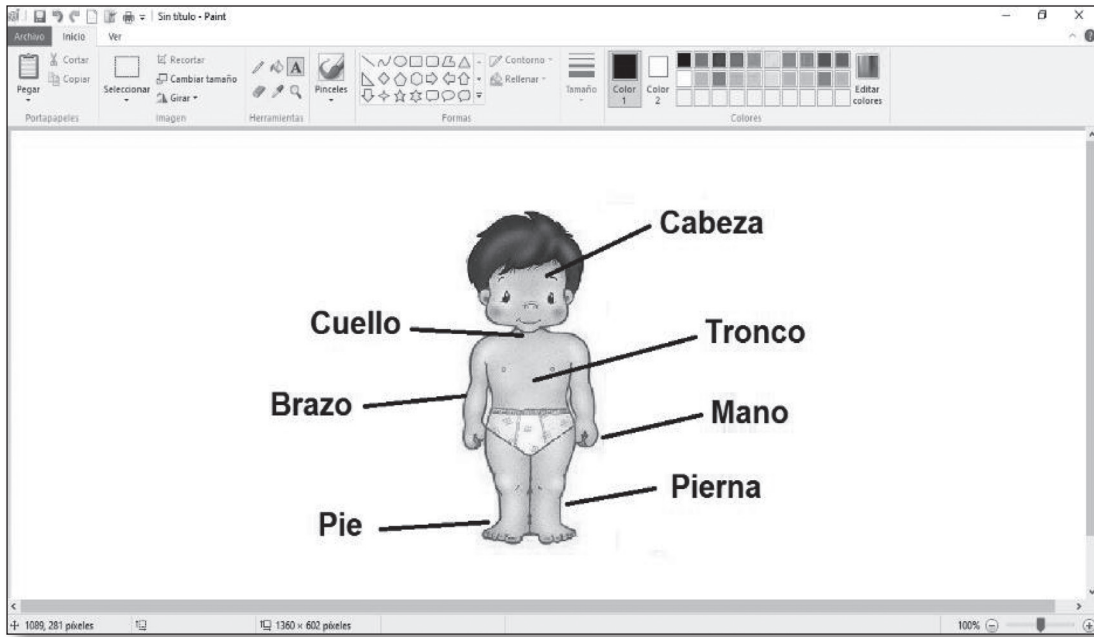 Sin título - Paint
Archivo Inicio Ver
Pegar
Cortar
Copiar
Portapapeles
Seleccionar
Recortar
Cambiar tamaño
Girar
Imagen
A
Herramientas
Pinceles
Contorno
Rellenar
Formas
Tamaño
Color 1
Color 2
Editar colores
Colores
Cabeza
Cuello
Tronco
Brazo
Mano
Pierna
Pie
1089, 281 píxeles
1360 × 602 píxeles
100%